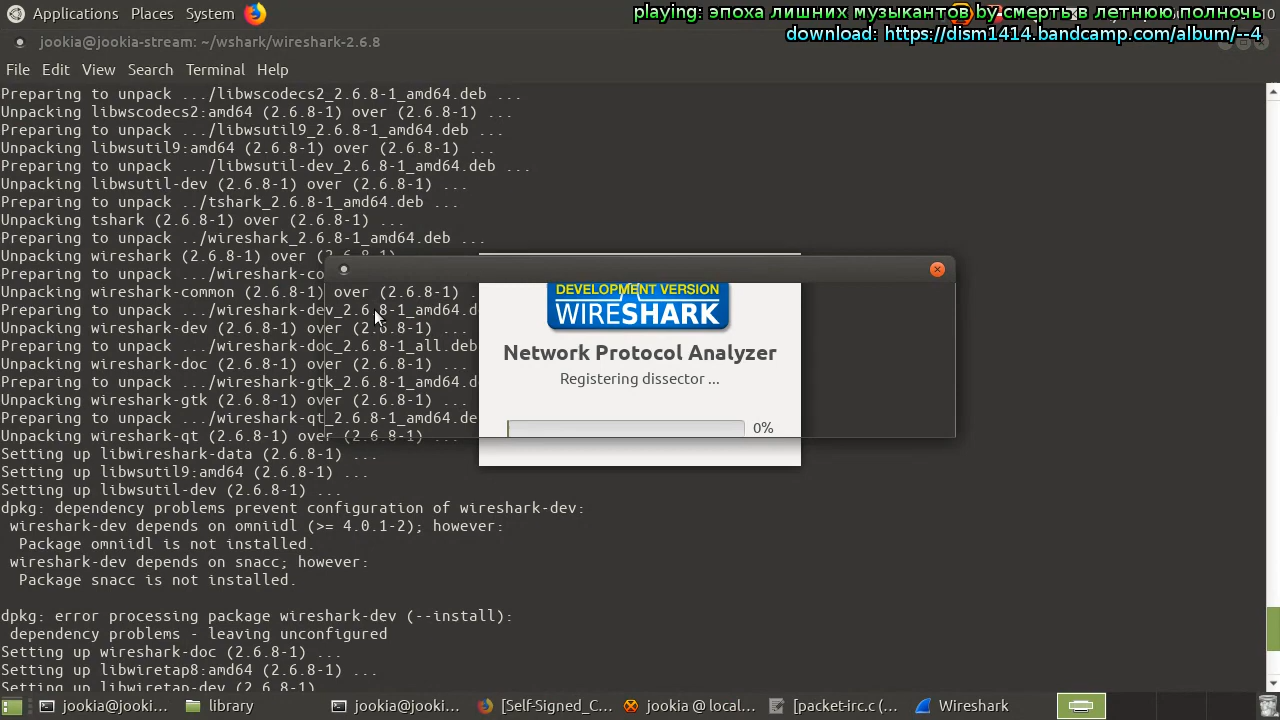 Applications Places System
playing: эпоха лишних музыкантов by смерть в летнюю полночь
10
download: https://dism1414.bandcamp.com/album/--4
jookia@jookia-stream: ~/wshark/wireshark-2.6.8
File Edit View Search Terminal Help
Preparing to unpack .../libwscodecs2_2.6.8-1_amd64.deb ...
Unpacking libwscodecs2:amd64 (2.6.8-1) over (2.6.8-1) ...
Preparing to unpack .../libwsutil9_2.6.8-1_amd64.deb ...
Unpacking libwsutil9:amd64 (2.6.8-1) over (2.6.8-1) ...
Preparing to unpack .../libwsutil-dev_2.6.8-1_amd64.deb ...
Unpacking libwsutil-dev (2.6.8-1) over (2.6.8-1) ...
Preparing to unpack ../tshark_2.6.8-1_amd64.deb ...
Unpacking tshark (2.6.8-1) over (2.6.8-1) ...
Preparing to unpack ../wireshark_2.6.8-1_amd64.deb ...
Unpacking wireshark (2.6.8-1) over (2.6.8-1) ...
Preparing to unpack .../wireshark-co
Unpacking wireshark-common (2.6.8-1) over (2.6.8-1) .
Preparing to unpack .../wireshark-dev_2.6.8-1_amd64.d
Unpacking wireshark-dev (2.6.8-1) over (2.6.8-1) ...
Preparing to unpack .../wireshark-doc_2.6.8-1_all.deb
Unpacking wireshark-doc (2.6.8-1) over (2.6.8-1) ...
Preparing to unpack .../wireshark-gtk_2.6.8-1_amd64.d
Unpacking wireshark-gtk (2.6.8-1) over (2.6.8-1) ...
Preparing to unpack .../wireshark-qt_2.6.8-1_amd64.de
Unpacking wireshark-qt (2.6.8-1) over (2.6.8-1) ...
Setting up libwireshark-data (2.6.8-1) ...
Setting up libwsutil9:amd64 (2.6.8-1) ...
Setting up libwsutil-dev (2.6.8-1) ...
dpkg: dependency problems prevent configuration of wireshark-dev:
wireshark-dev depends on omniidl (>= 4.0.1-2); however:
Package omniidl is not installed.
wireshark-dev depends on snacc; however:
Package snacc is not installed.
dpkg: error processing package wireshark-dev (--install):
dependency problems - leaving unconfigured
Setting up wireshark-doc (2.6.8-1) ...
Setting up libwiretap8:amd64 (2.6.8-1) ...
Setting up libwiretap-dev (2.6.8-1) ...
DEVELOPMENT VERSION
WIRESHARK
Network Protocol Analyzer
Registering dissector ...
0%
jookia@jooki... library jookia@jooki... [Self-Signed_C... jookia @ local... [packet-irc.c (... Wireshark